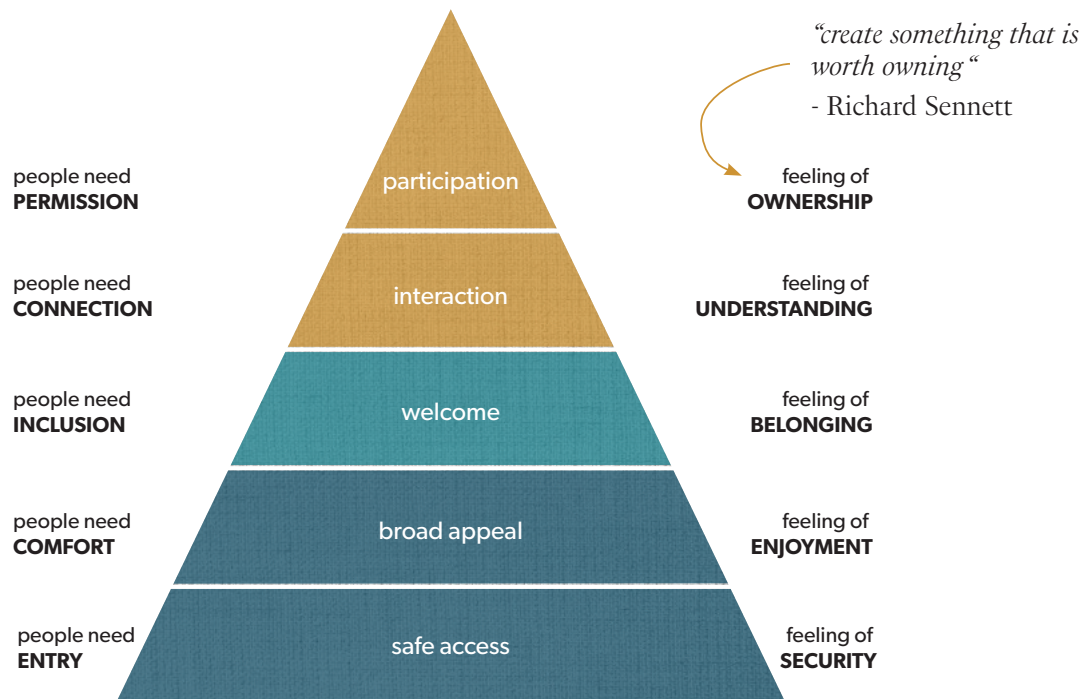 “create something that is
worth owning “
- Richard Sennett
people need
PERMISSION
participation
feeling of
OWNERSHIP
people need
CONNECTION
interaction
feeling of
UNDERSTANDING
people need
INCLUSION
welcome
feeling of
BELONGING
people need
COMFORT
broad appeal
feeling of
ENJOYMENT
people need
ENTRY
safe access
feeling of
SECURITY